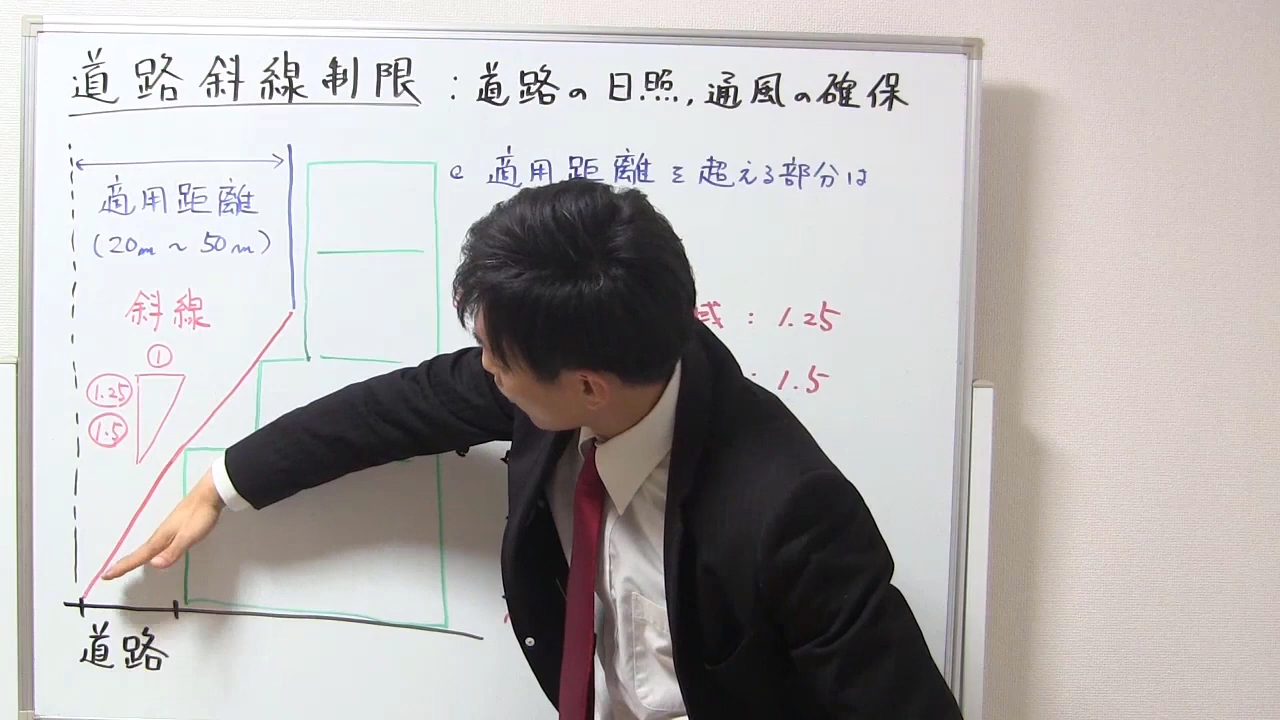 道路斜線制限：道路の日照,通風の確保
適用距離を超える部分は
適用距離
(20m～50m)
斜線
域：1.25
①
1.25
：1.5
1.5
道路